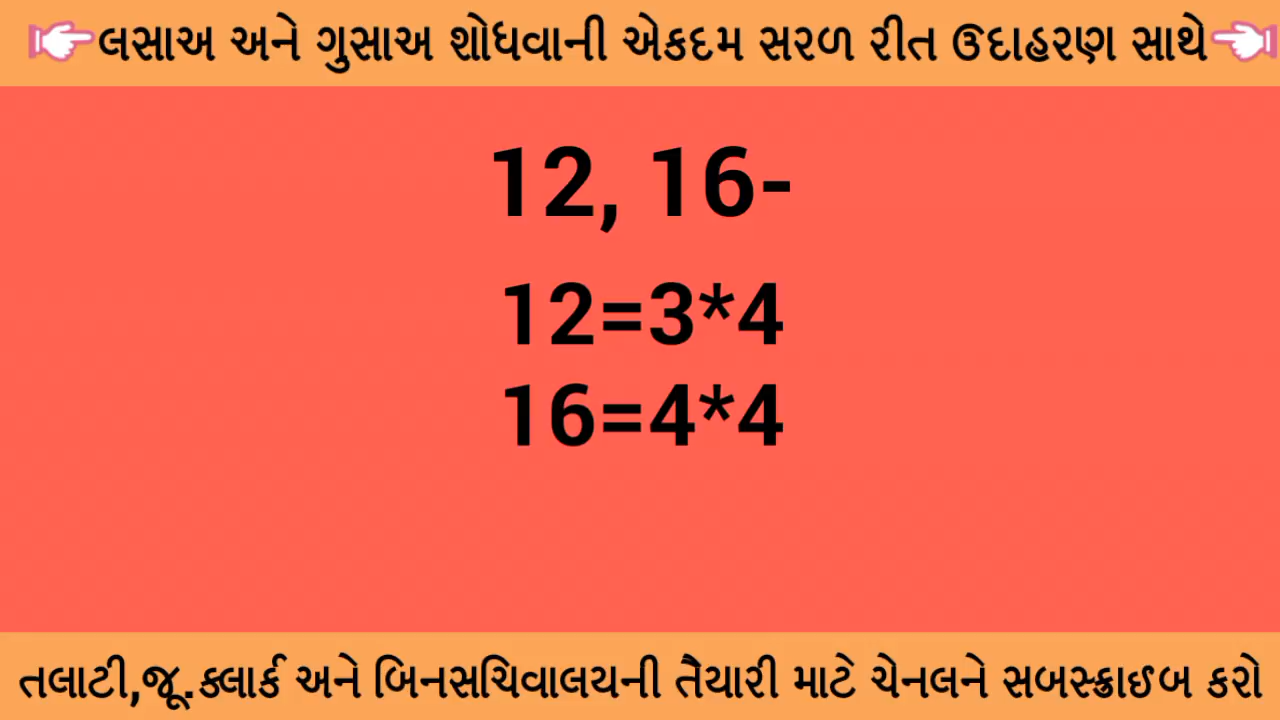 લસાઅ અને ગુસાઅ શોધવાની એકદમ સરળ રીત ઉદાહરણ સાથે
12, 16-
12=3*4
16=4*4
તલાટી,જૂ.ક્લાર્ક અને બિનસચિવાલયની તૈયારી માટે ચેનલને સબસ્ક્રાઇબ કરો